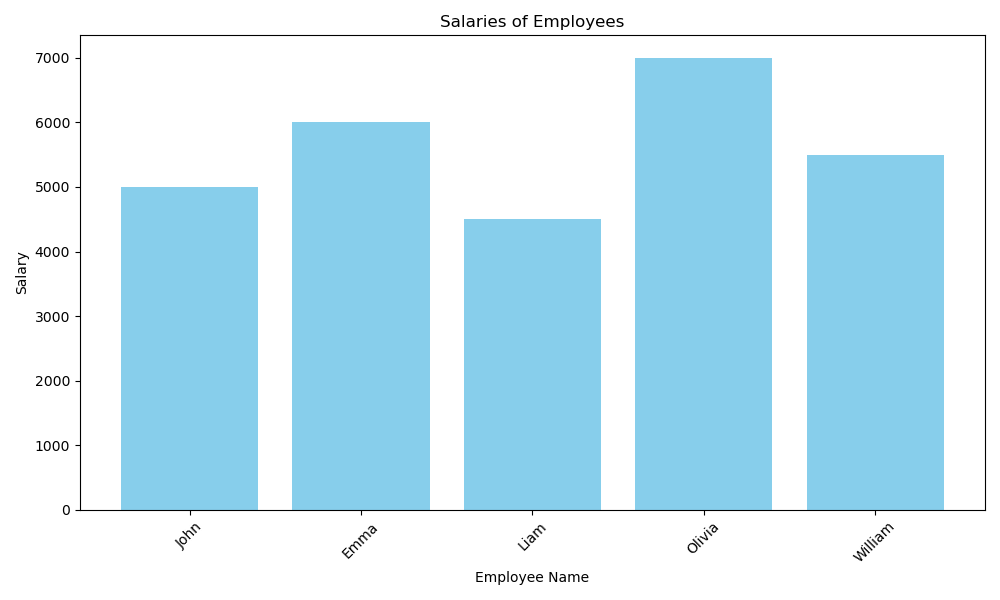 Salaries of Employees
7000
6000
5000
4000
3000
2000
1000
0
Salary
John
Emma
Liam
Olivia
William
Employee Name